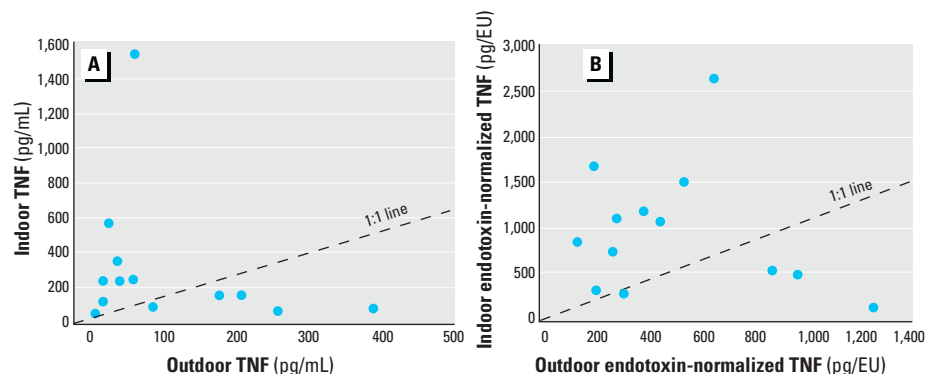 A
Indoor TNF (pg/mL)
1,600
1,400
1,200
1,000
800
600
400
200
0
1:1 line
0 100 200 300 400 500
Outdoor TNF (pg/mL)
B
Indoor endotoxin-normalized TNF (pg/EU)
3,000
2,500
2,000
1,500
1,000
500
0
1:1 line
0 200 400 600 800 1,000 1,200 1,400
Outdoor endotoxin-normalized TNF (pg/EU)